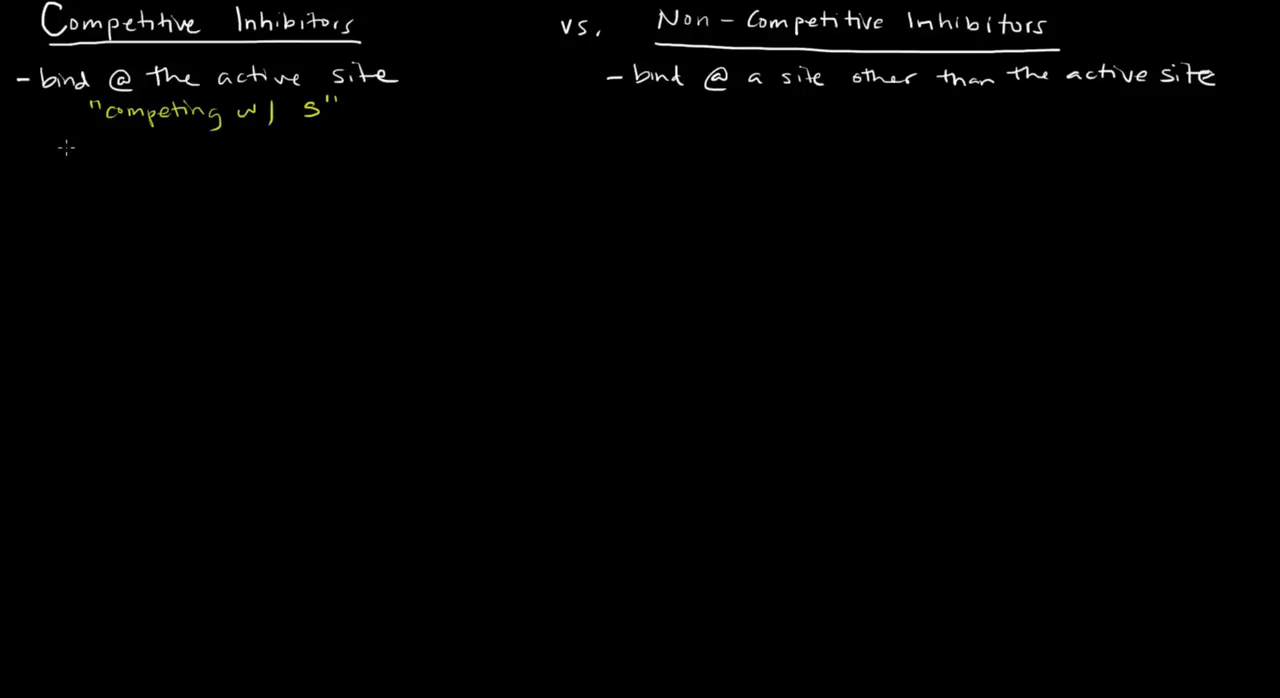 Competitive Inhibitors vs. Non-Competitive Inhibitors
- bind @ the active site
"competing w/ S"
- bind @ a site other than the active site